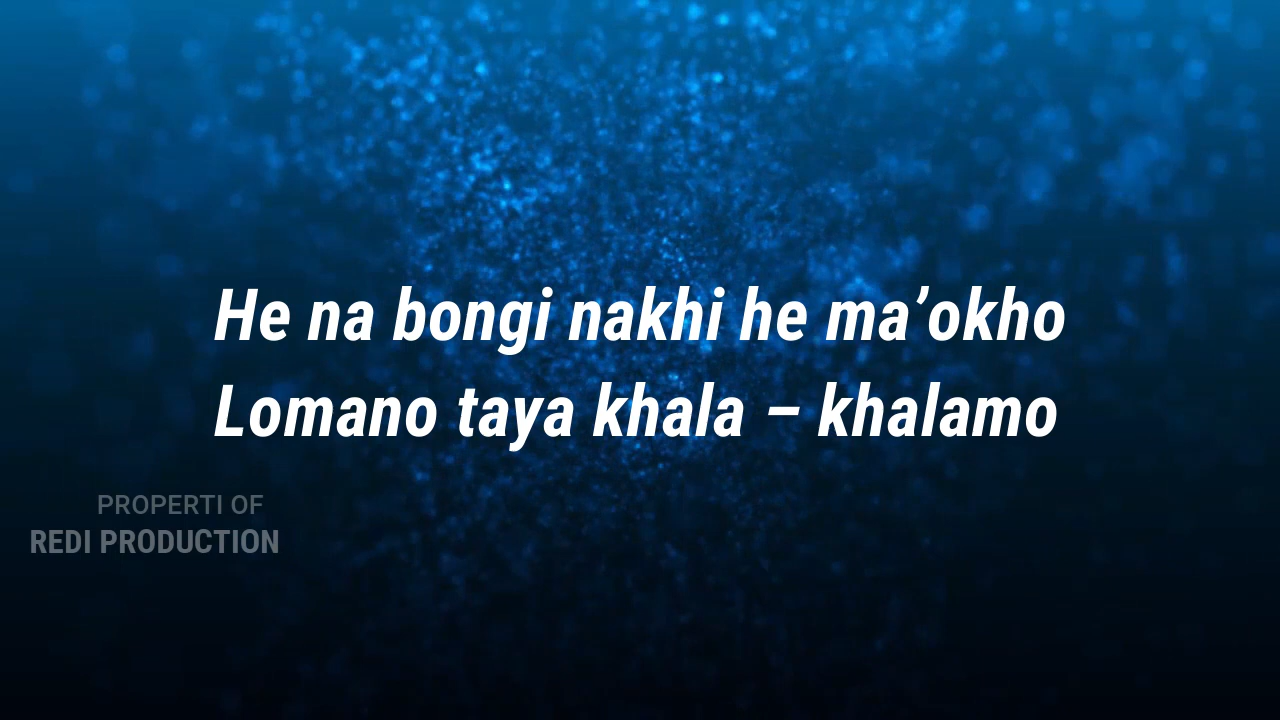 He na bongi nakhi he ma’okho
Lomano taya khala – khalamo
PROPERTI OF
REDI PRODUCTION